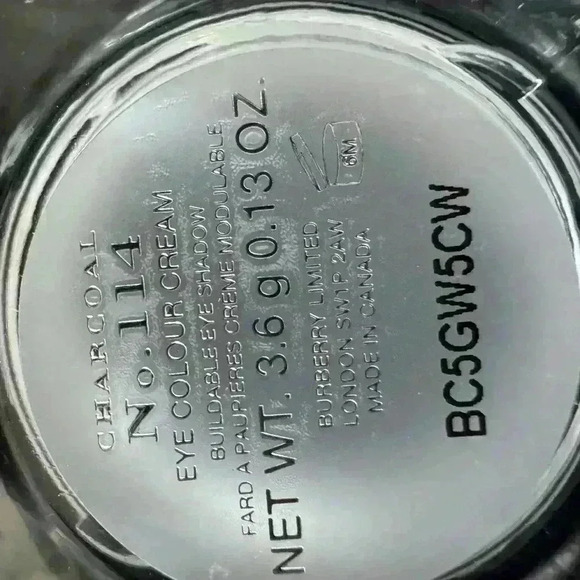 CHARCOAL
No. 114
EYE COLOUR CREAM
BUILDABLE EYE SHADOW
FARD A PAUPIÈRES CRÈME MODULABLE
NET WT. 3.6 g 0.13 OZ.
6M
BURBERRY LIMITED
LONDON SW1P 2AW
MADE IN CANADA
BC5GW5CW